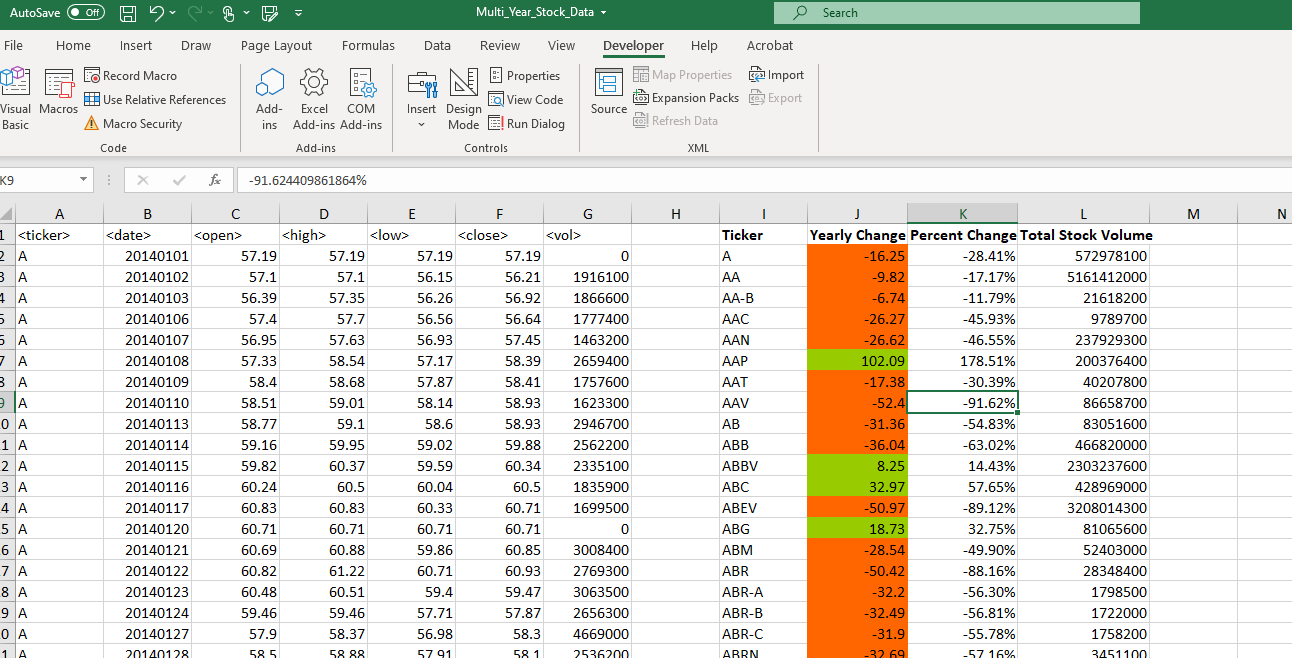 AutoSave Off Multi_Year_Stock_Data Search
File Home Insert Draw Page Layout Formulas Data Review View Developer Help Acrobat
Visual Basic
Macros
Record Macro
Use Relative References
Macro Security
Code
Add-ins
Excel Add-ins
COM Add-ins
Add-ins
Insert
Design Mode
Properties
View Code
Run Dialog
Controls
Source
Map Properties
Expansion Packs
Refresh Data
Import
Export
XML
K9 fx -91.624409861864%
A B C D E F G H I J K L M N
1 <ticker> <date> <open> <high> <low> <close> <vol> Ticker Yearly Change Percent Change Total Stock Volume
2 A 20140101 57.19 57.19 57.19 57.19 0 A -16.25 -28.41% 572978100
3 A 20140102 57.1 57.1 56.15 56.21 1916100 AA -9.82 -17.17% 5161412000
4 A 20140103 56.39 57.35 56.26 56.92 1866600 AA-B -6.74 -11.79% 21618200
5 A 20140106 57.4 57.7 56.56 56.64 1777400 AAC -26.27 -45.93% 9789700
6 A 20140107 56.95 57.63 56.93 57.45 1463200 AAN -26.62 -46.55% 237929300
7 A 20140108 57.33 58.54 57.17 58.39 2659400 AAP 102.09 178.51% 200376400
8 A 20140109 58.4 58.68 57.87 58.41 1757600 AAT -17.38 -30.39% 40207800
9 A 20140110 58.51 59.01 58.14 58.93 1623300 AAV -52.4 -91.62% 86658700
0 A 20140113 58.77 59.1 58.6 58.93 2946700 AB -31.36 -54.83% 83051600
1 A 20140114 59.16 59.95 59.02 59.88 2562200 ABB -36.04 -63.02% 466820000
2 A 20140115 59.82 60.37 59.59 60.34 2335100 ABBV 8.25 14.43% 2303237600
3 A 20140116 60.24 60.5 60.04 60.5 1835900 ABC 32.97 57.65% 428969000
4 A 20140117 60.83 60.83 60.33 60.71 1699500 ABEV -50.97 -89.12% 3208014300
5 A 20140120 60.71 60.71 60.71 60.71 0 ABG 18.73 32.75% 81065600
6 A 20140121 60.69 60.88 59.86 60.85 3008400 ABM -28.54 -49.90% 52403000
7 A 20140122 60.82 61.22 60.71 60.93 2769300 ABR -50.42 -88.16% 28348400
8 A 20140123 60.48 60.51 59.4 59.47 3063500 ABR-A -32.2 -56.30% 1798500
9 A 20140124 59.46 59.46 57.71 57.87 2656300 ABR-B -32.49 -56.81% 1722000
0 A 20140127 57.9 58.37 56.98 58.3 4669000 ABR-C -31.9 -55.78% 1758200
1 A 20140128 58.5 58.88 57.91 58.1 2536200 ABRN -32.69 -57.16% 3451100